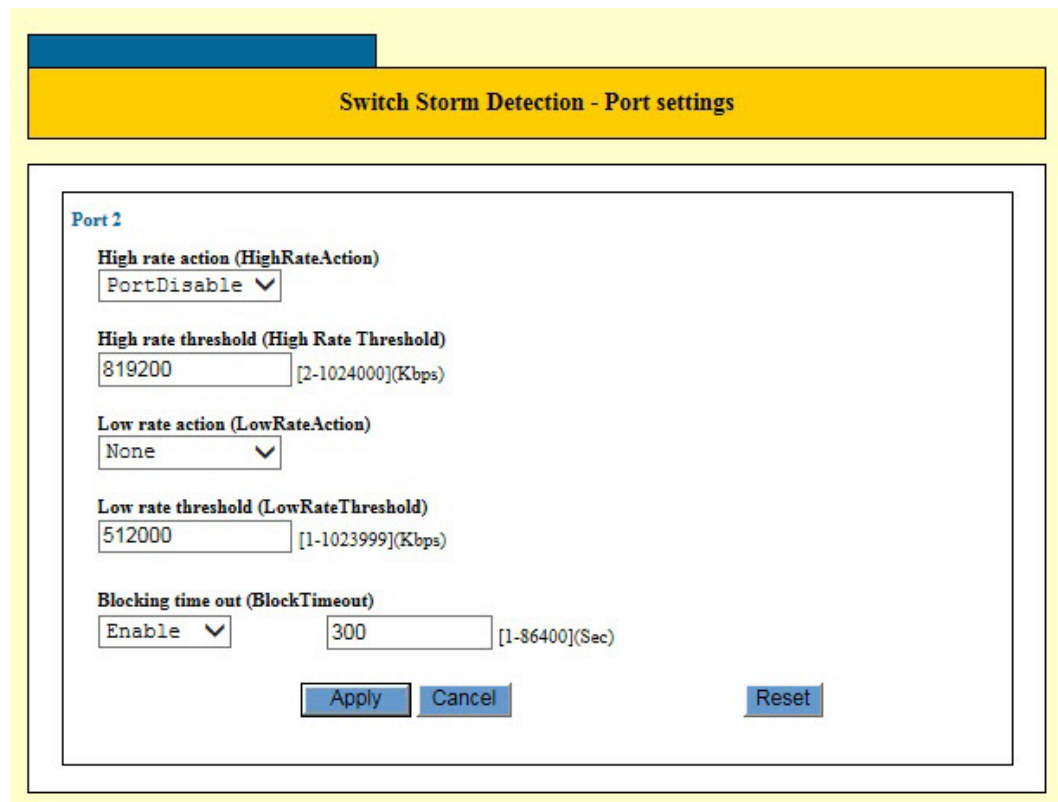 Switch Storm Detection - Port settings
Port 2
High rate action (HighRateAction)
PortDisable
High rate threshold (High Rate Threshold)
819200 [2-1024000](Kbps)
Low rate action (LowRateAction)
None
Low rate threshold (LowRateThreshold)
512000 [1-1023999](Kbps)
Blocking time out (BlockTimeout)
Enable 300 [1-86400](Sec)
Apply Cancel Reset